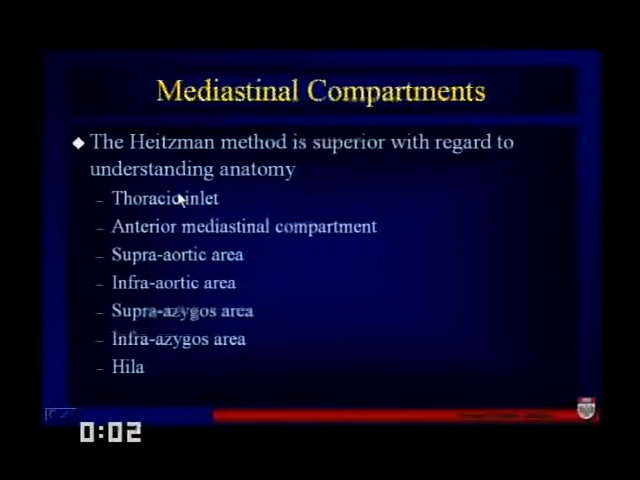 Mediastinal Compartments
◆ The Heitzman method is superior with regard to
understanding anatomy
– Thoracic inlet
– Anterior mediastinal compartment
– Supra-aortic area
– Infra-aortic area
– Supra-azygos area
– Infra-azygos area
– Hila
0:02